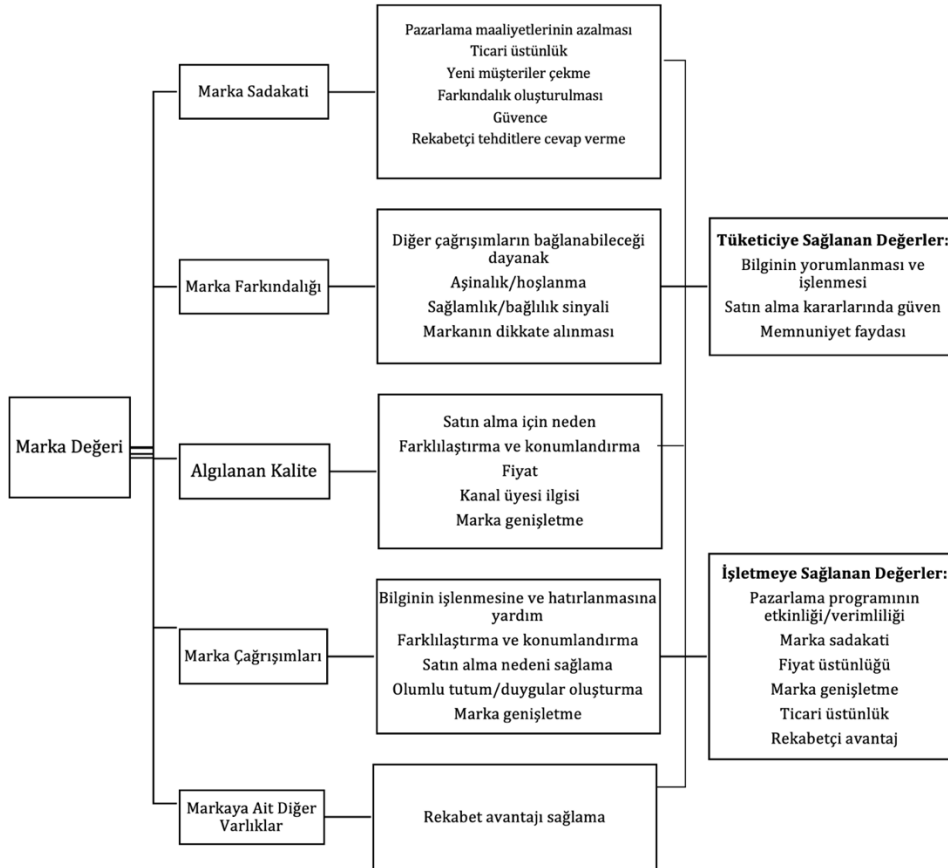 Marka Değeri
Marka Sadakati
Pazarlama maaliyetlerinin azalması
Ticari üstünlük
Yeni müşteriler çekme
Farkındalık oluşturulması
Güvence
Rekabetçi tehditlere cevap verme
Marka Farkındalığı
Diğer çağrışımların bağlanabileceği
dayanak
Aşinalık/hoşlanma
Sağlamlık/bağlılık sinyali
Markanın dikkate alınması
Algılanan Kalite
Satın alma için neden
Farklılaştırma ve konumlandırma
Fiyat
Kanal üyesi ilgisi
Marka genişletme
Marka Çağrışımları
Bilginin işlenmesine ve hatırlanmasına
yardım
Farklılaştırma ve konumlandırma
Satın alma nedeni sağlama
Olumlu tutum/duygular oluşturma
Marka genişletme
Markaya Ait Diğer
Varlıklar
Rekabet avantajı sağlama
Tüketiciye Sağlanan Değerler:
Bilginin yorumlanması ve
işlenmesi
Satın alma kararlarında güven
Memnuniyet faydası
İşletmeye Sağlanan Değerler:
Pazarlama programının
etkinliği/verimliliği
Marka sadakati
Fiyat üstünlüğü
Marka genişletme
Ticari üstünlük
Rekabetçi avantaj